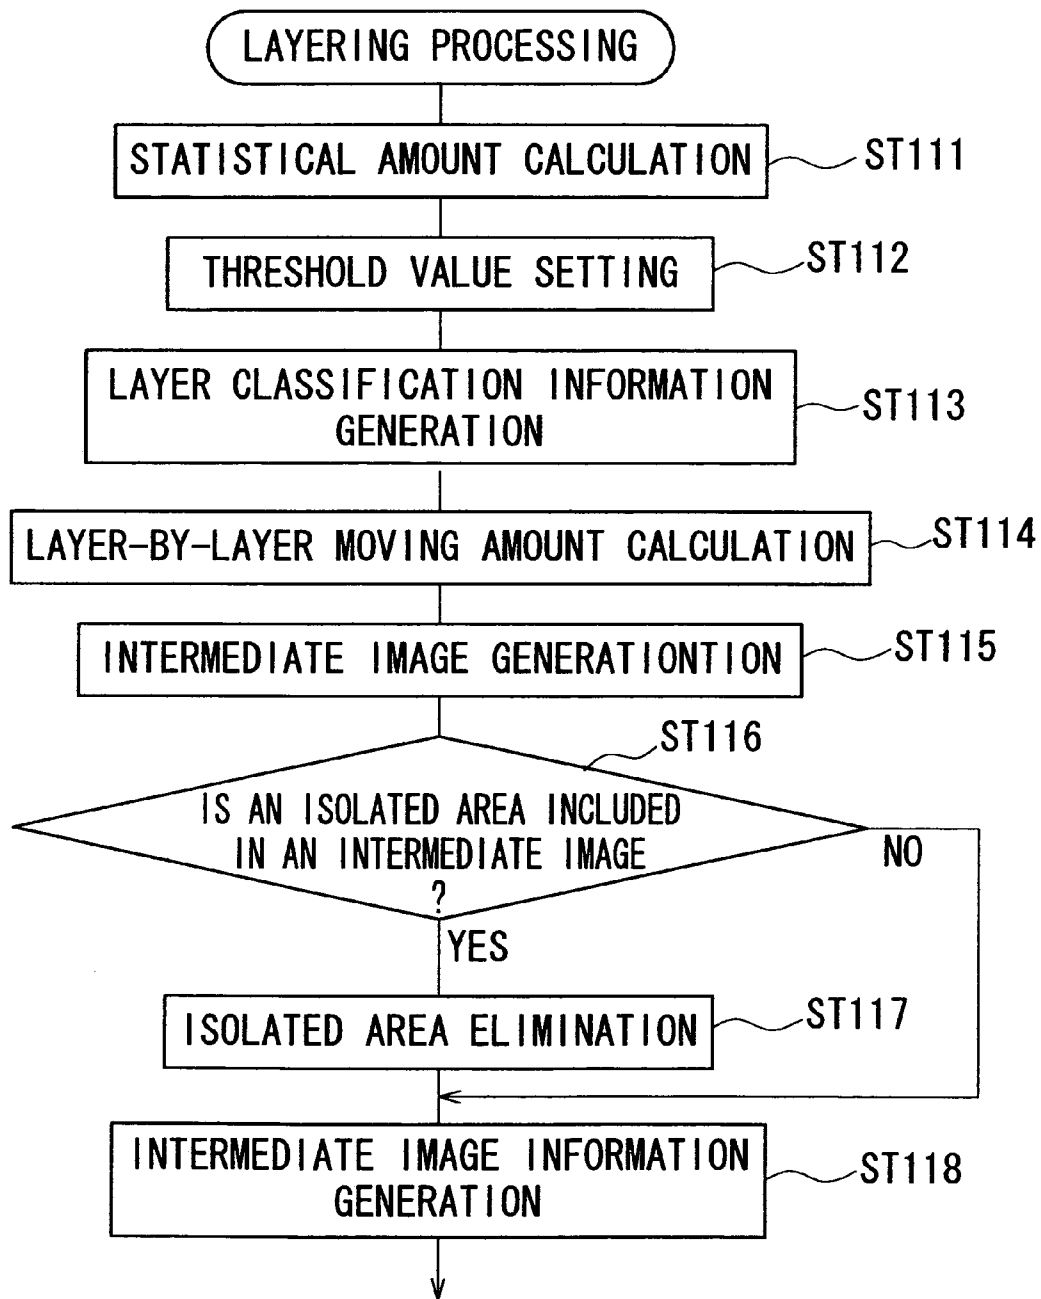 LAYERING PROCESSING
STATISTICAL AMOUNT CALCULATION
ST111
THRESHOLD VALUE SETTING
ST112
LAYER CLASSIFICATION INFORMATION
GENERATION
ST113
LAYER-BY-LAYER MOVING AMOUNT CALCULATION
ST114
INTERMEDIATE IMAGE GENERATIONTION
ST115
ST116
IS AN ISOLATED AREA INCLUDED
IN AN INTERMEDIATE IMAGE
?
NO
YES
ISOLATED AREA ELIMINATION
ST117
INTERMEDIATE IMAGE INFORMATION
GENERATION
ST118